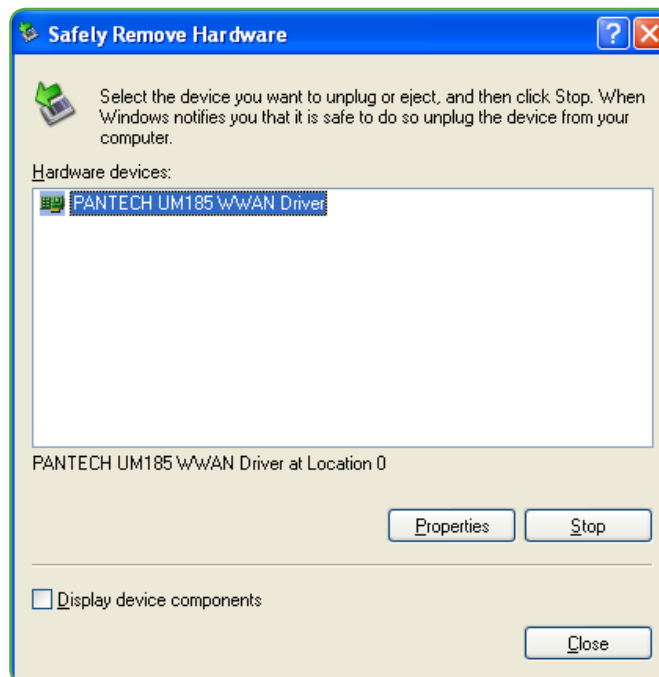 Safely Remove Hardware
Select the device you want to unplug or eject, and then click Stop. When
Windows notifies you that it is safe to do so unplug the device from your
computer.
Hardware devices:
PANTECH UM185 WWAN Driver
PANTECH UM185 WWAN Driver at Location 0
Properties
Stop
Display device components
Close